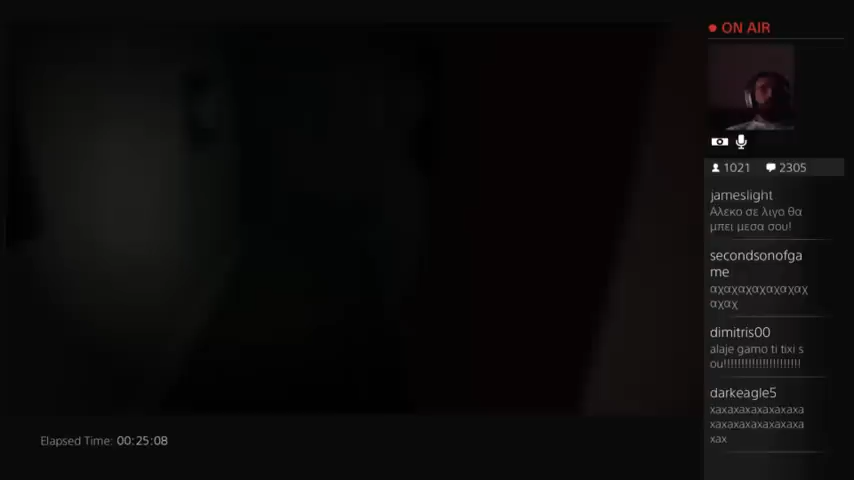 ON AIR
1021 2305
jameslight
Αλεκο σε λιγο θα
μπει μεσα σου!
secondsonofga
me
αχαχαχαχαχαχαχ
αχαχ
dimitris00
alaje gamo ti tixi s
ou!!!!!!!!!!!!!!!!!!!!!!
darkeagle5
xaxaxaxaxaxaxaxa
xaxaxaxaxaxaxaxa
xax
Elapsed Time: 00:25:08